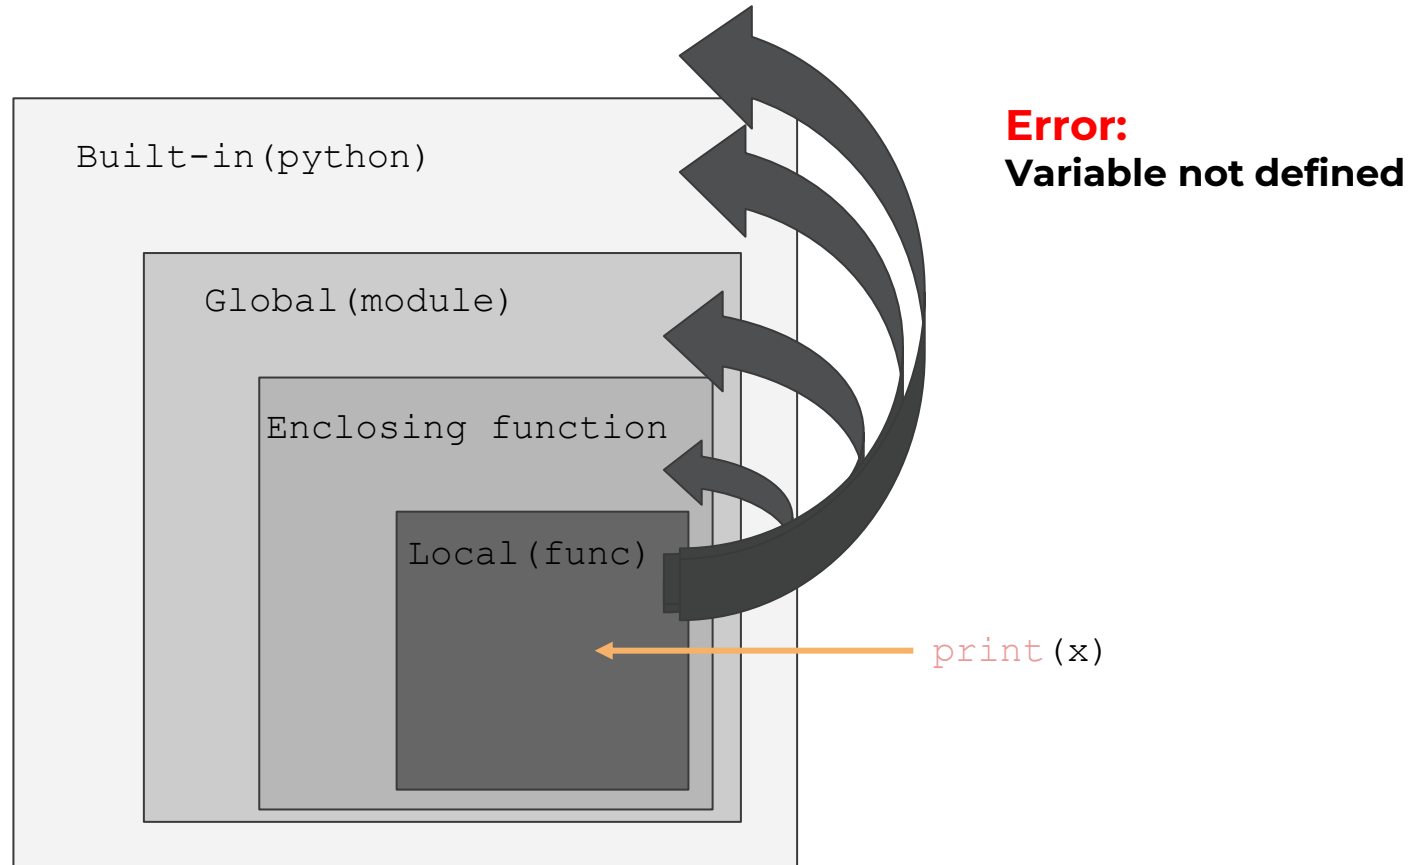 Error:
Variable not defined
Built-in(python)
Global(module)
Enclosing function
Local(func)
print(x)